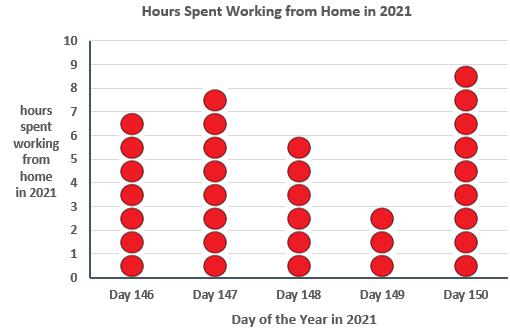 Hours Spent Working from Home in 2021
10
9
8
7
6
5
4
3
2
1
0
hours
spent
working
from
home
in 2021
Day 146 Day 147 Day 148 Day 149 Day 150
Day of the Year in 2021